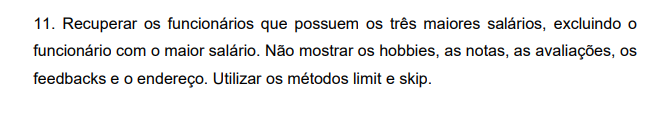 11. Recuperar os funcionários que possuem os três maiores salários, excluindo o
funcionário com o maior salário. Não mostrar os hobbies, as notas, as avaliações, os
feedbacks e o endereço. Utilizar os métodos limit e skip.